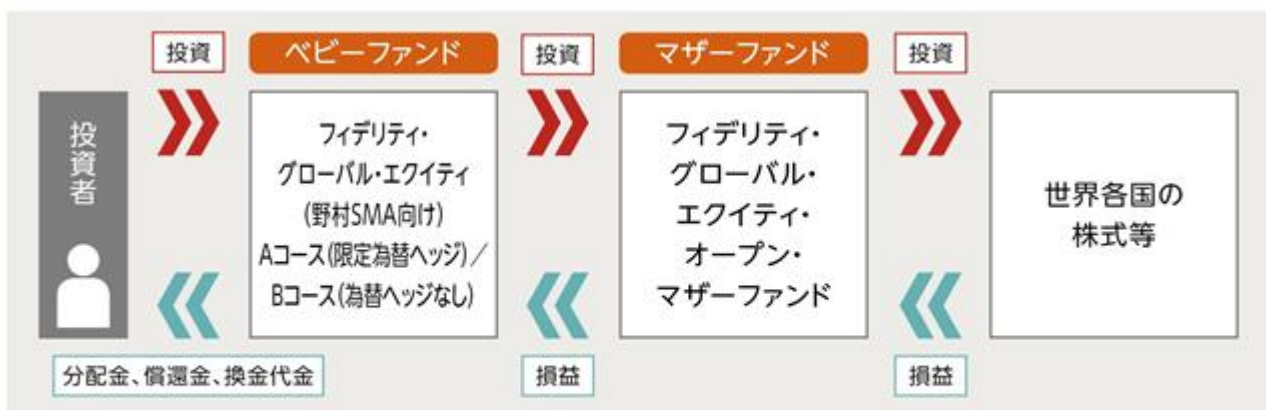 投資
ベビーファンド
投資
マザーファンド
投資
投資者
フィデリティ・
グローバル・エクイティ
(野村SMA向け)
Aコース(限定為替ヘッジ)／
Bコース(為替ヘッジなし)
フィデリティ・
グローバル・
エクイティ・
オープン・
マザーファンド
世界各国の
株式等
分配金、償還金、換金代金
損益
損益